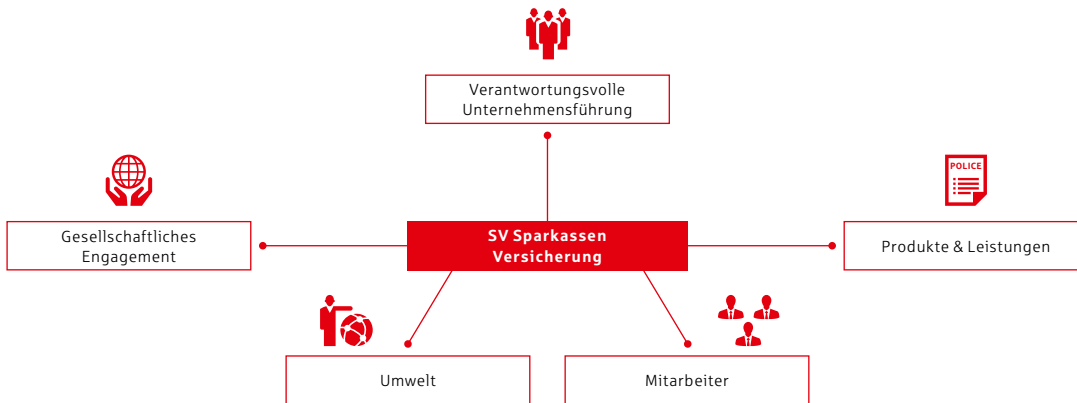 Verantwortungsvolle
Unternehmensführung
POLICE
Gesellschaftliches
Engagement
SV Sparkassen
Versicherung
Produkte & Leistungen
Umwelt
Mitarbeiter